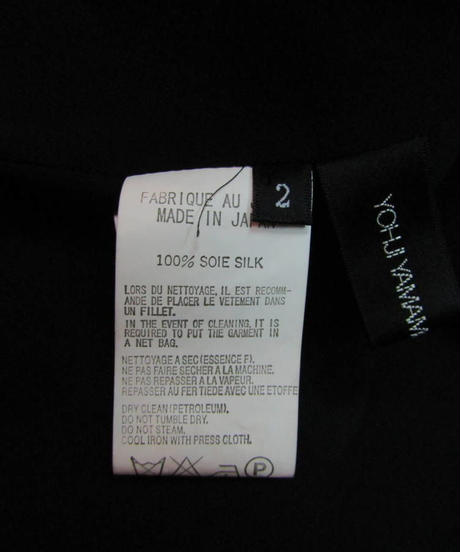 FABRIQUE AU J
MADE IN JAPAN
2
YOHJI YAMAM
100% SOIE SILK
LORS DU NETTOYAGE, IL EST RECOMM-
ANDE DE PLACER LE VETEMENT DANS
UN FILLET.
IN THE EVENT OF CLEANING, IT IS
REQUIRED TO PUT THE GARMENT IN
A NET BAG.
NETTOYAGE A SEC(ESSENCE F).
NE PAS FAIRE SECHER A LA MACHINE.
NE PAS REPASSER A LA VAPEUR.
REPASSER AU FER TIEDE AVEC UNE ETOFFE
DRY CLEAN(PETROLEUM).
DO NOT TUMBLE DRY.
DO NOT STEAM.
COOL IRON WITH PRESS CLOTH.
P